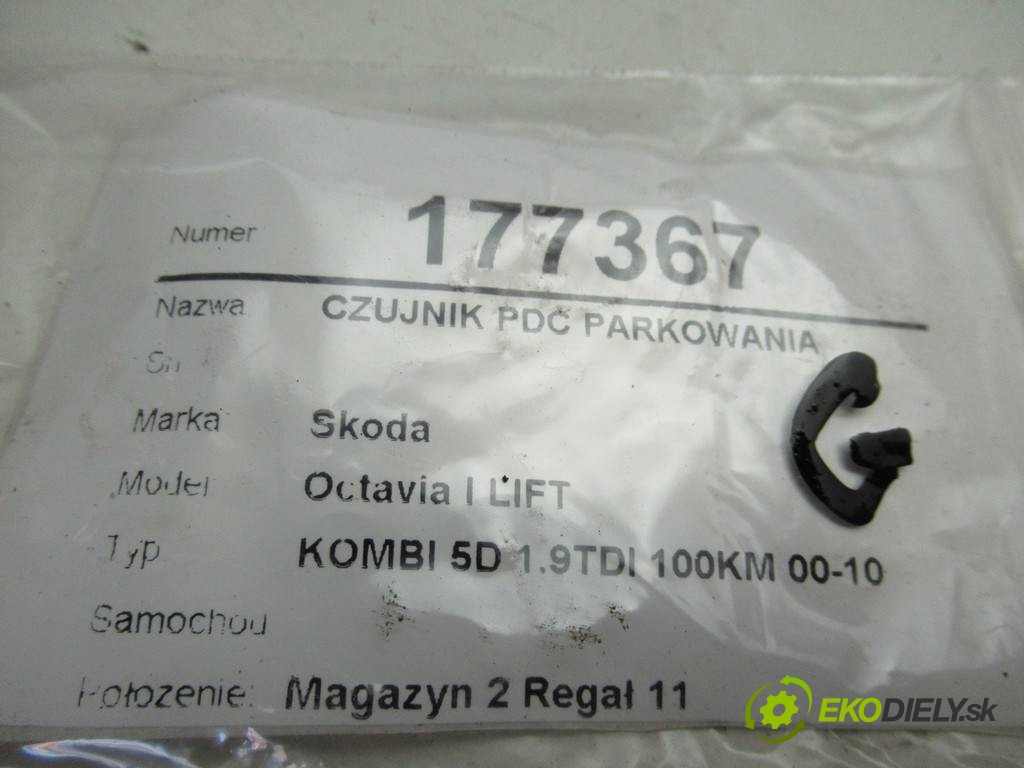 Numer 177367
Nazwa CZUJNIK PDC PARKOWANIA
Sn
Marka Skoda
Model Octavia I LIFT
Typ KOMBI 5D 1.9TDI 100KM 00-10
Samochod
Położenie: Magazyn 2 Regał 11
G
EKODIELY.sk